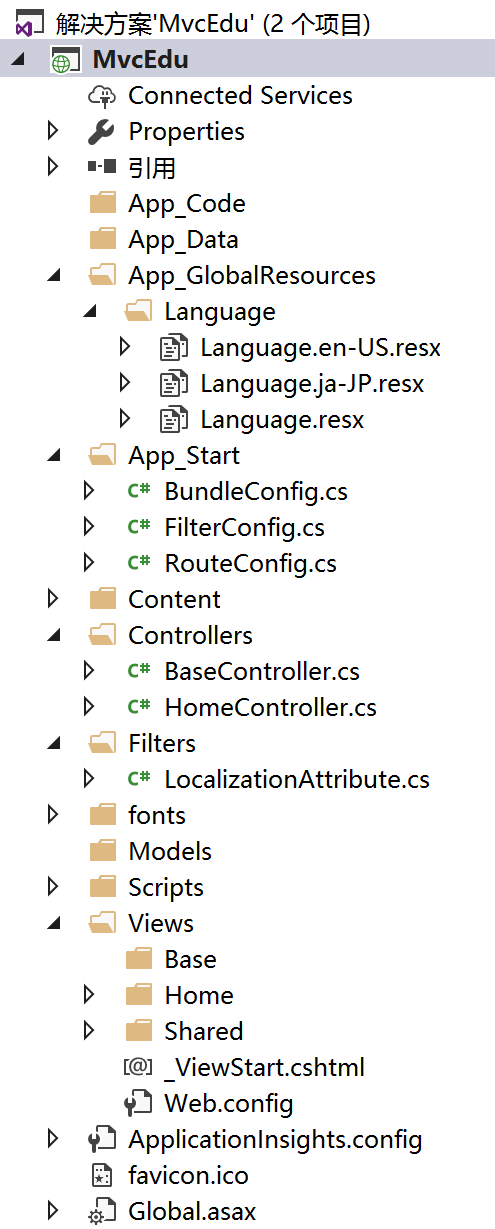 解决方案'MvcEdu' (2 个项目)
MvcEdu
Connected Services
Properties
引用
App_Code
App_Data
App_GlobalResources
Language
Language.en-US.resx
Language.ja-JP.resx
Language.resx
App_Start
C# BundleConfig.cs
C# FilterConfig.cs
C# RouteConfig.cs
Content
Controllers
C# BaseController.cs
C# HomeController.cs
Filters
C# LocalizationAttribute.cs
fonts
Models
Scripts
Views
Base
Home
Shared
[@] _ViewStart.cshtml
Web.config
ApplicationInsights.config
favicon.ico
Global.asax